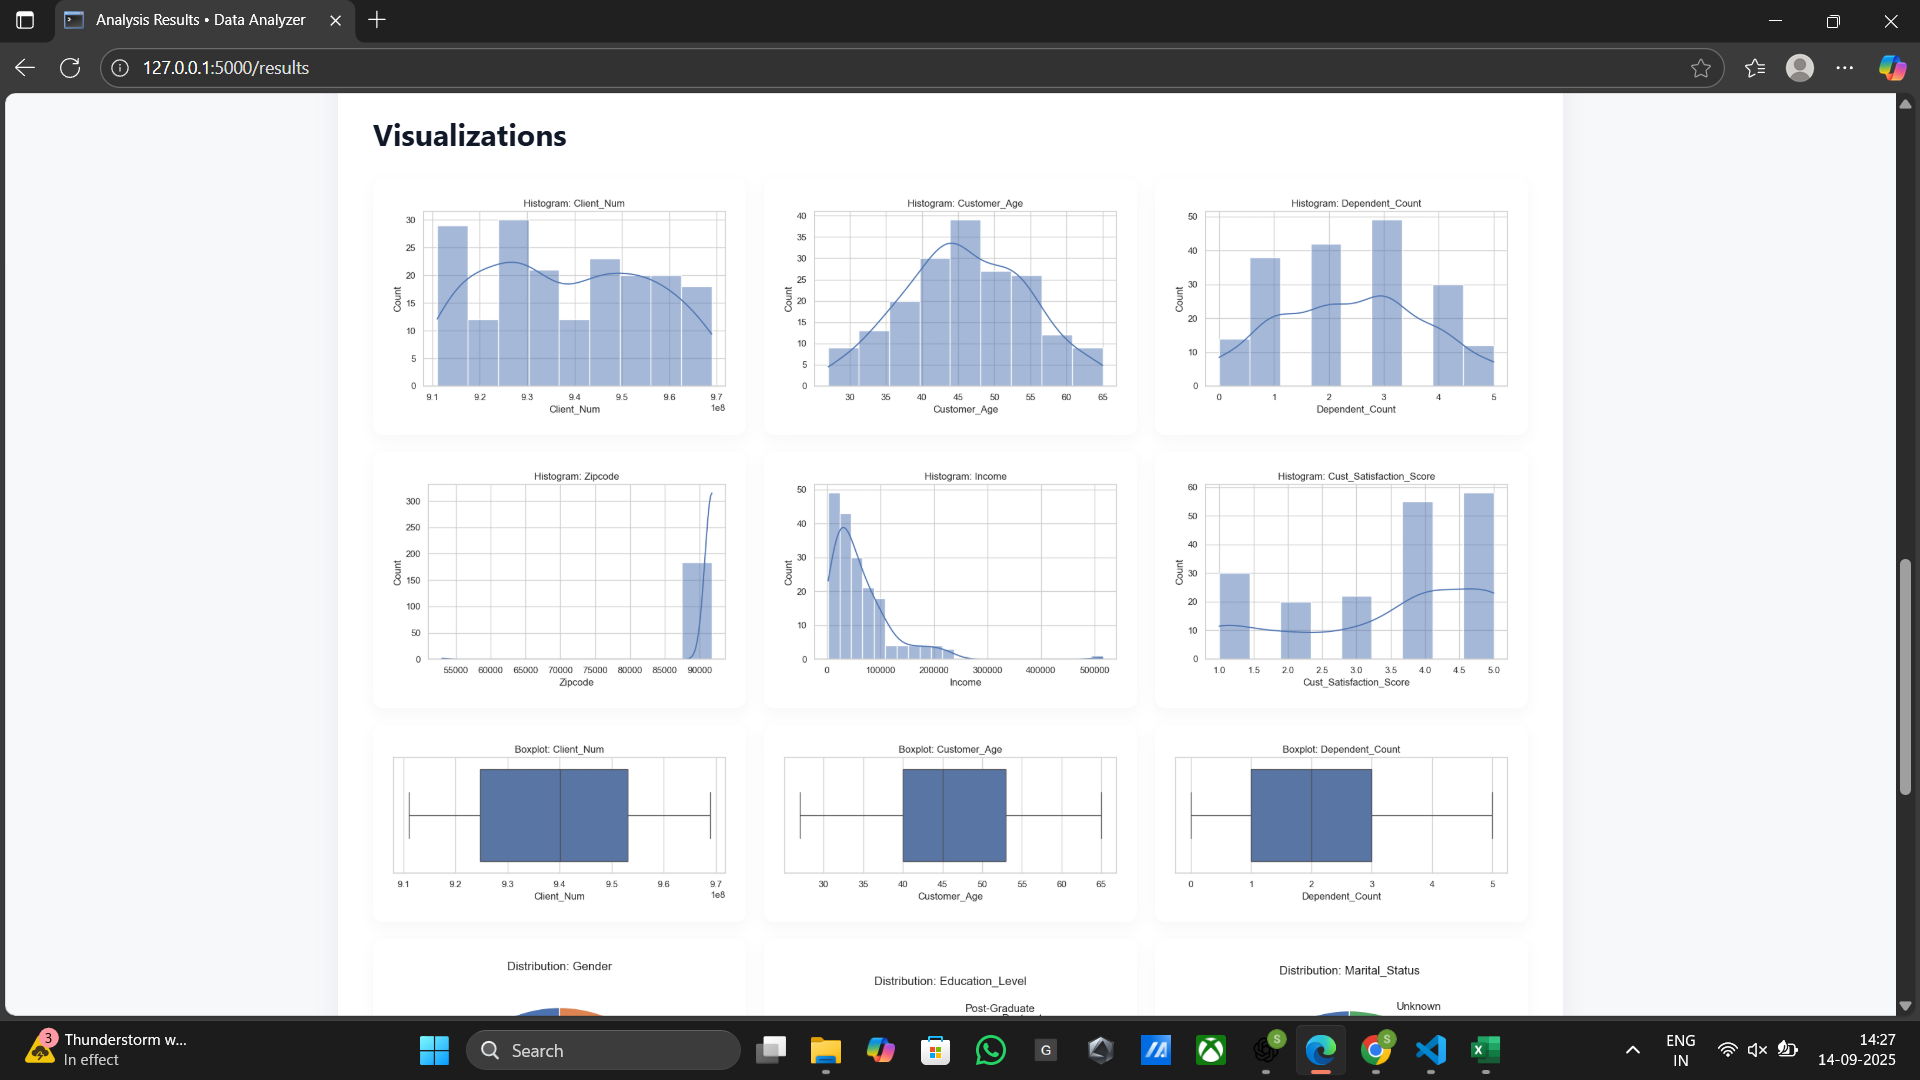 Analysis Results • Data Analyzer
127.0.0.1:5000/results
Visualizations
Histogram: Client_Num
30
25
20
15
10
5
0
Count
9.1 9.2 9.3 9.4 9.5 9.6 9.7
1e8
Client_Num
Histogram: Customer_Age
40
35
30
25
20
15
10
5
0
Count
30 35 40 45 50 55 60 65
Customer_Age
Histogram: Dependent_Count
50
40
30
20
10
0
Count
0 1 2 3 4 5
Dependent_Count
Histogram: Zipcode
300
250
200
150
100
50
0
Count
55000 60000 65000 70000 75000 80000 85000 90000
Zipcode
Histogram: Income
50
40
30
20
10
0
Count
0 100000 200000 300000 400000 500000
Income
Histogram: Cust_Satisfaction_Score
60
50
40
30
20
10
0
Count
1.0 1.5 2.0 2.5 3.0 3.5 4.0 4.5 5.0
Cust_Satisfaction_Score
Boxplot: Client_Num
9.1 9.2 9.3 9.4 9.5 9.6 9.7
1e8
Client_Num
Boxplot: Customer_Age
30 35 40 45 50 55 60 65
Customer_Age
Boxplot: Dependent_Count
0 1 2 3 4 5
Dependent_Count
Distribution: Gender
Distribution: Education_Level
Post-Graduate
Distribution: Marital_Status
Unknown
3
Thunderstorm w...
In effect
Search
G
S
S
ENG
IN
14:27
14-09-2025